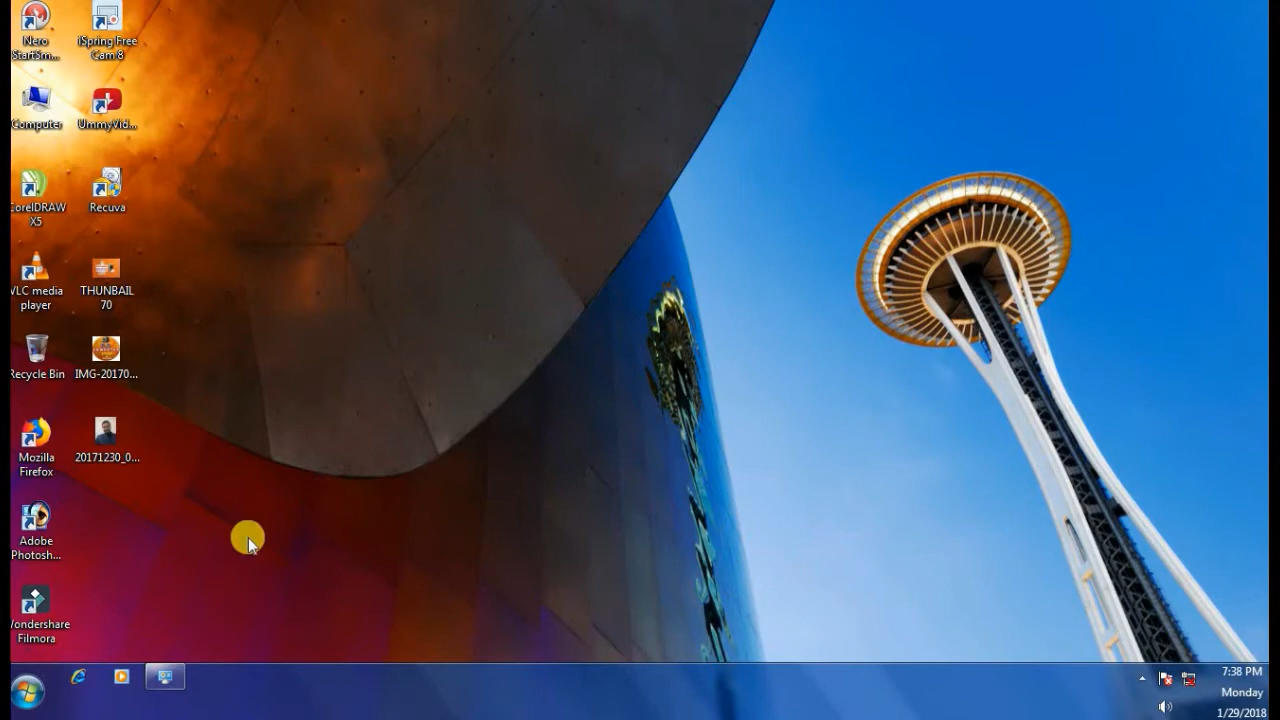 Nero
StartSm...
iSpring Free
Cam 8
Computer
UmmyVid...
CorelDRAW
X5
Recuva
VLC media
player
THUNBAIL
70
Recycle Bin
IMG-20170...
Mozilla
Firefox
20171230_0...
Adobe
Photosh...
Wondershare
Filmora
7:38 PM
Monday
1/29/2018